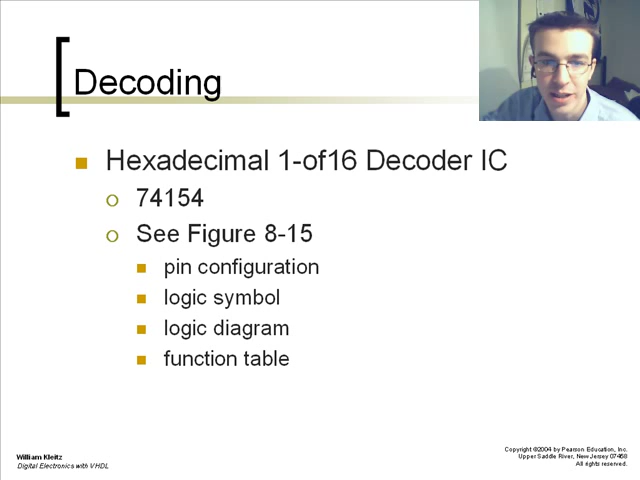 Decoding
Hexadecimal 1-of16 Decoder IC
74154
See Figure 8-15
pin configuration
logic symbol
logic diagram
function table
William Kleitz
Digital Electronics with VHDL
Copyright ©2004 by Pearson Education, Inc.
Upper Saddle River, New Jersey 07458
All rights reserved.